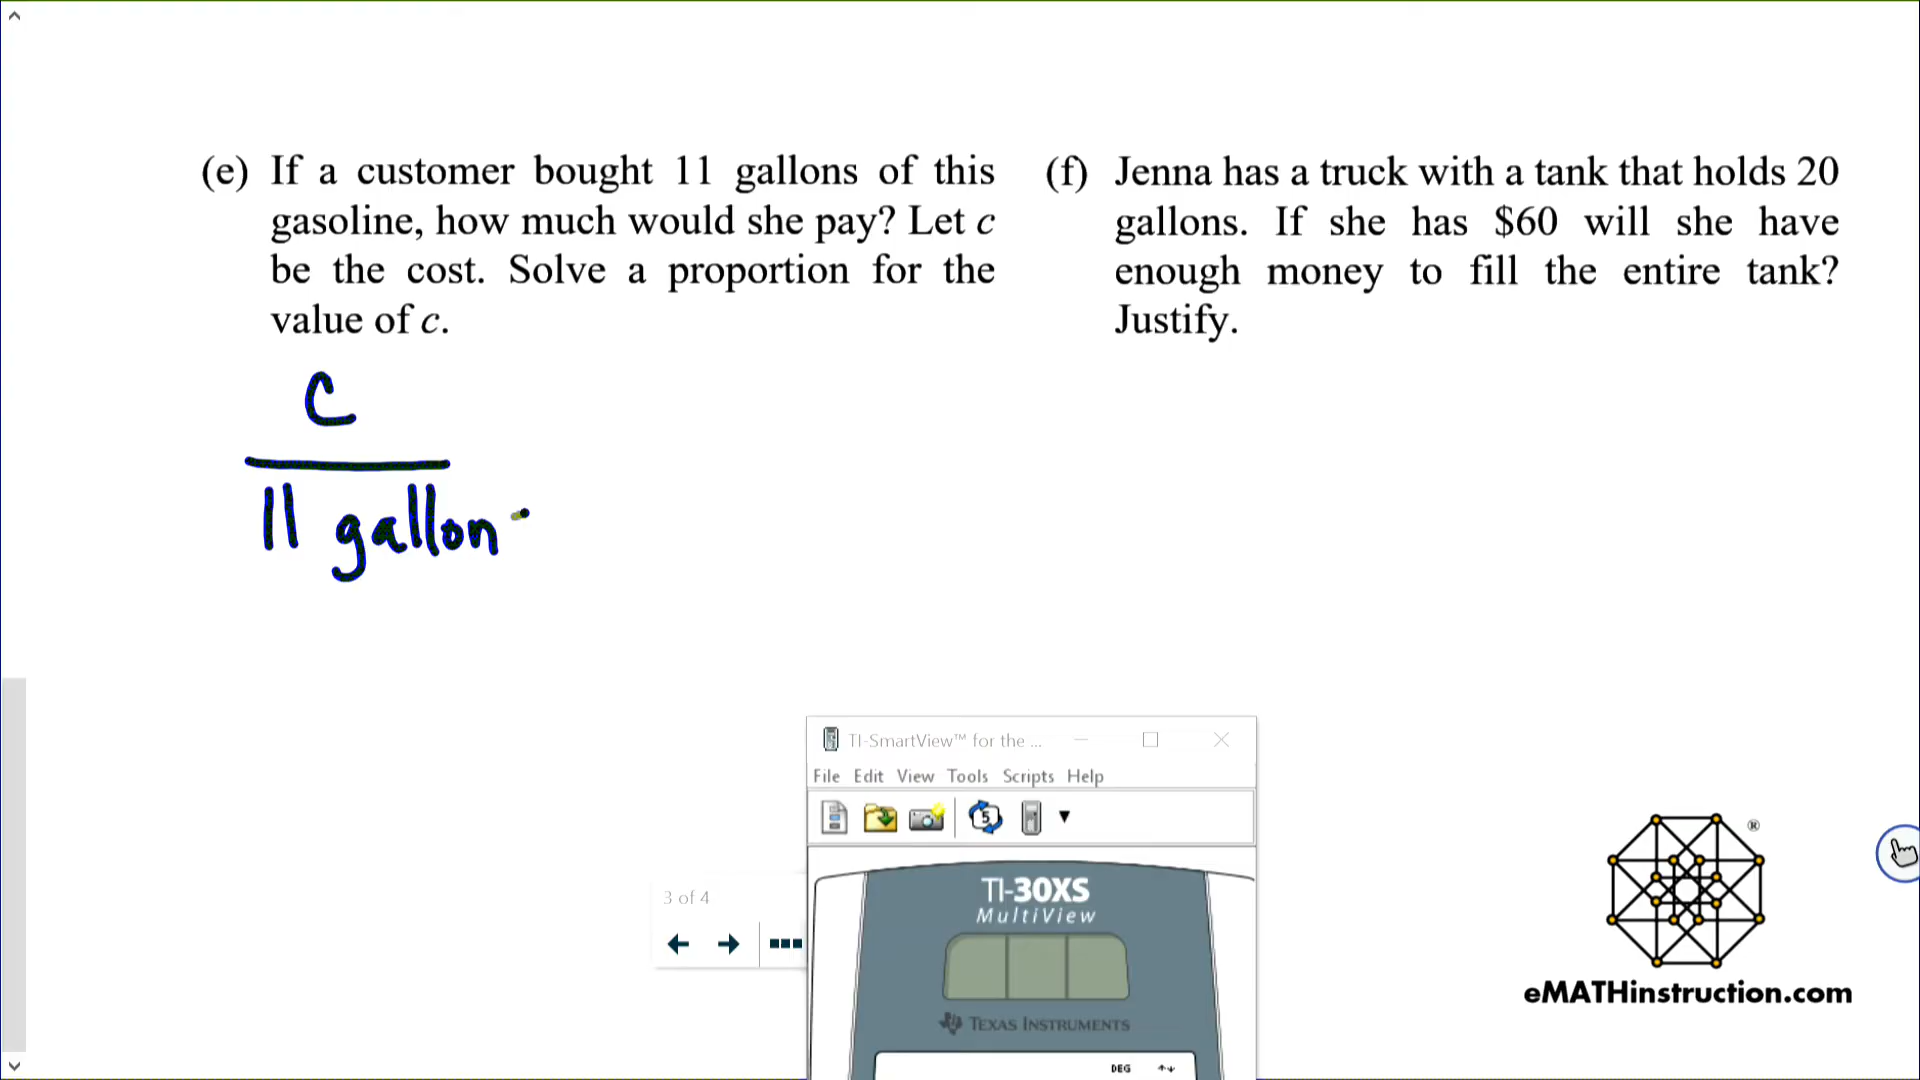 (e) If a customer bought 11 gallons of this
gasoline, how much would she pay? Let c
be the cost. Solve a proportion for the
value of c.
c
11 gallon
(f) Jenna has a truck with a tank that holds 20
gallons. If she has $60 will she have
enough money to fill the entire tank?
Justify.
TI-SmartView™ for the ...
File Edit View Tools Scripts Help
5
TI-30XS
MultiView
TEXAS INSTRUMENTS
DEG
3 of 4
®
eMATHinstruction.com